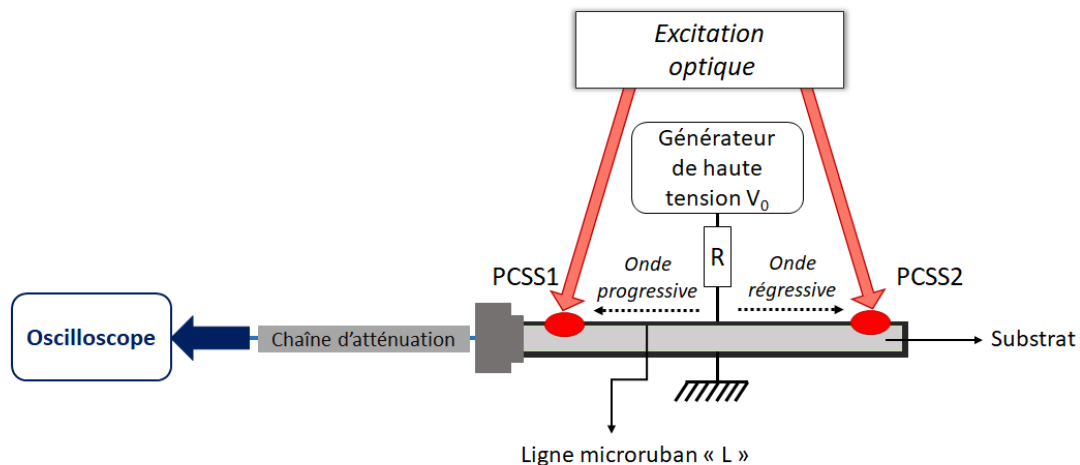 Excitation
optique
Générateur
de haute
tension V₀
R
PCSS1
Onde
progressive
Onde
régressive
PCSS2
Oscilloscope
Chaîne d'atténuation
Substrat
Ligne microruban « L »